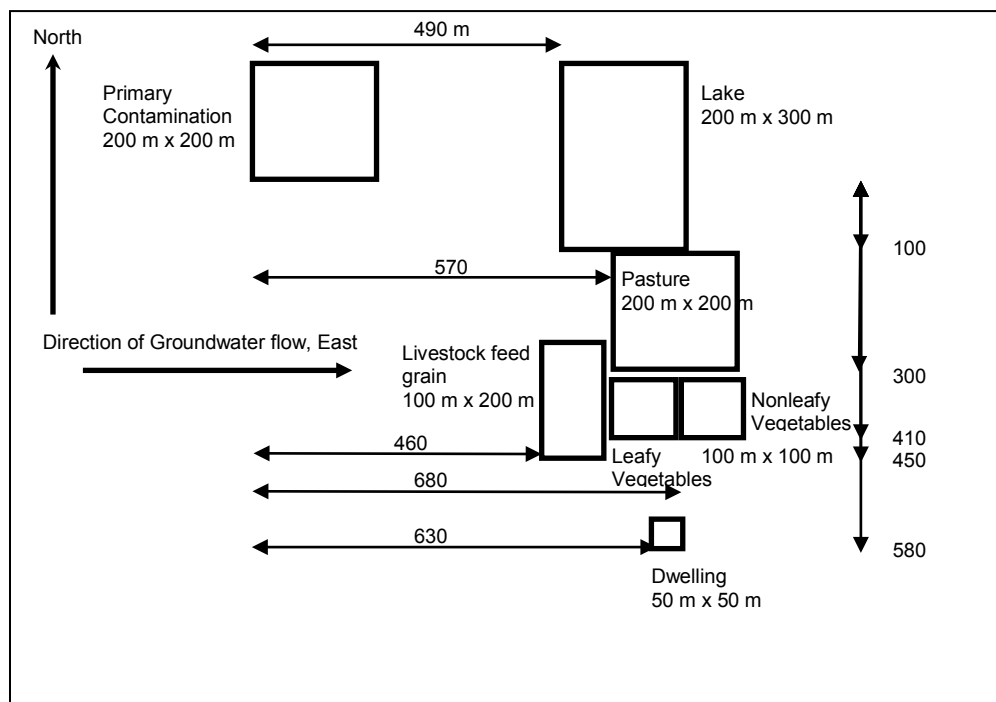 490 m
North
Primary
Contamination
200 m x 200 m
Lake
200 m x 300 m
100
570
Pasture
200 m x 200 m
Direction of Groundwater flow, East
Livestock feed
grain
100 m x 200 m
300
Nonleafy
Vegetables
410
460
Leafy
Vegetables
100 m x 100 m
450
680
630
580
Dwelling
50 m x 50 m